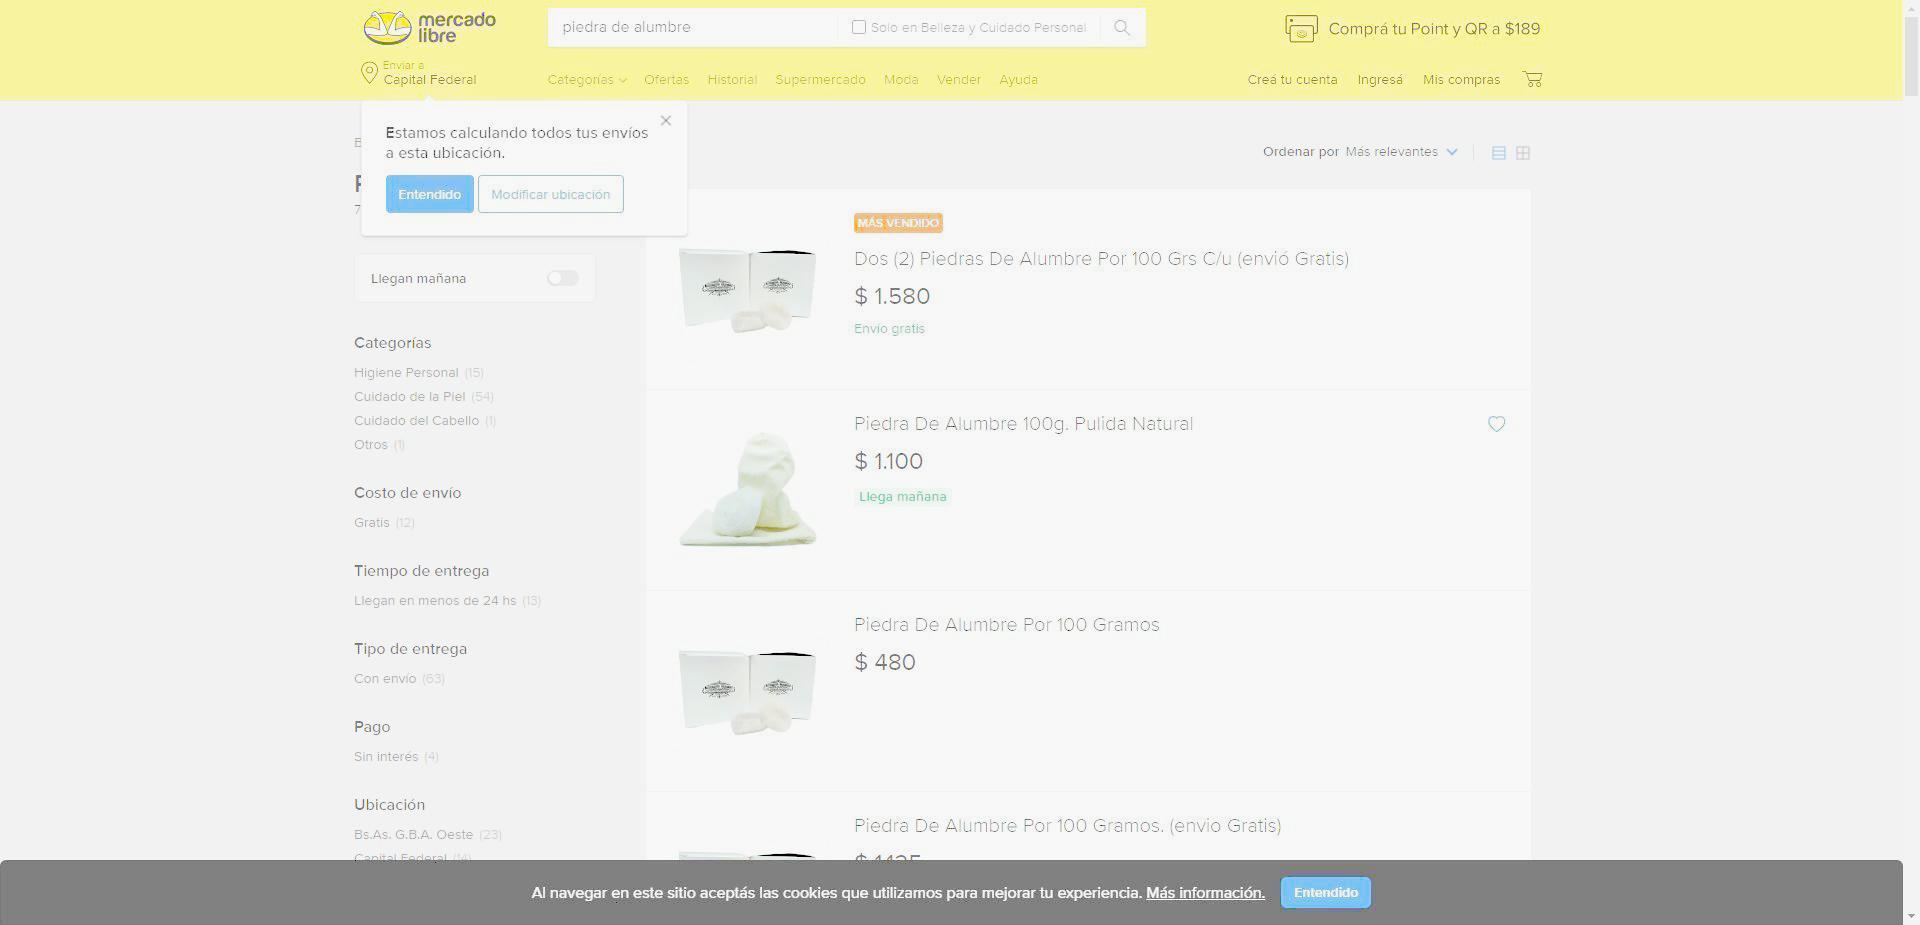 mercado
libre
piedra de alumbre
Solo en Belleza y Cuidado Personal
Comprá tu Point y QR a $189
Enviar a
Capital Federal
Categorías
Ofertas
Historial
Supermercado
Moda
Vender
Ayuda
Creá tu cuenta
Ingresá
Mis compras
Estamos calculando todos tus envíos
a esta ubicación.
Entendido
Modificar ubicación
Ordenar por Más relevantes
Llegan mañana
Categorías
Higiene Personal (15)
Cuidado de la Piel (54)
Cuidado del Cabello (1)
Otros (1)
Costo de envío
Gratis (12)
Tiempo de entrega
Llegan en menos de 24 hs (13)
Tipo de entrega
Con envío (63)
Pago
Sin interés (4)
Ubicación
Bs.As. G.B.A. Oeste (23)
Capital Federal (14)
MÁS VENDIDO
Dos (2) Piedras De Alumbre Por 100 Grs C/u (envió Gratis)
$ 1.580
Envío gratis
Piedra De Alumbre 100g. Pulida Natural
$ 1.100
Llega mañana
Piedra De Alumbre Por 100 Gramos
$ 480
Piedra De Alumbre Por 100 Gramos. (envio Gratis)
Al navegar en este sitio aceptás las cookies que utilizamos para mejorar tu experiencia. Más información.
Entendido